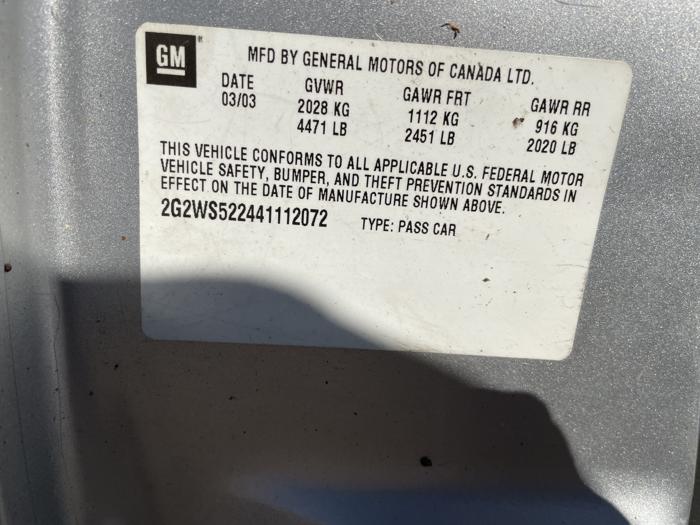 GM
MFD BY GENERAL MOTORS OF CANADA LTD.
DATE GVWR GAWR FRT GAWR RR
03/03 2028 KG 1112 KG 916 KG
4471 LB 2451 LB 2020 LB
THIS VEHICLE CONFORMS TO ALL APPLICABLE U.S. FEDERAL MOTOR
VEHICLE SAFETY, BUMPER, AND THEFT PREVENTION STANDARDS IN
EFFECT ON THE DATE OF MANUFACTURE SHOWN ABOVE.
2G2WS522441112072 TYPE: PASS CAR